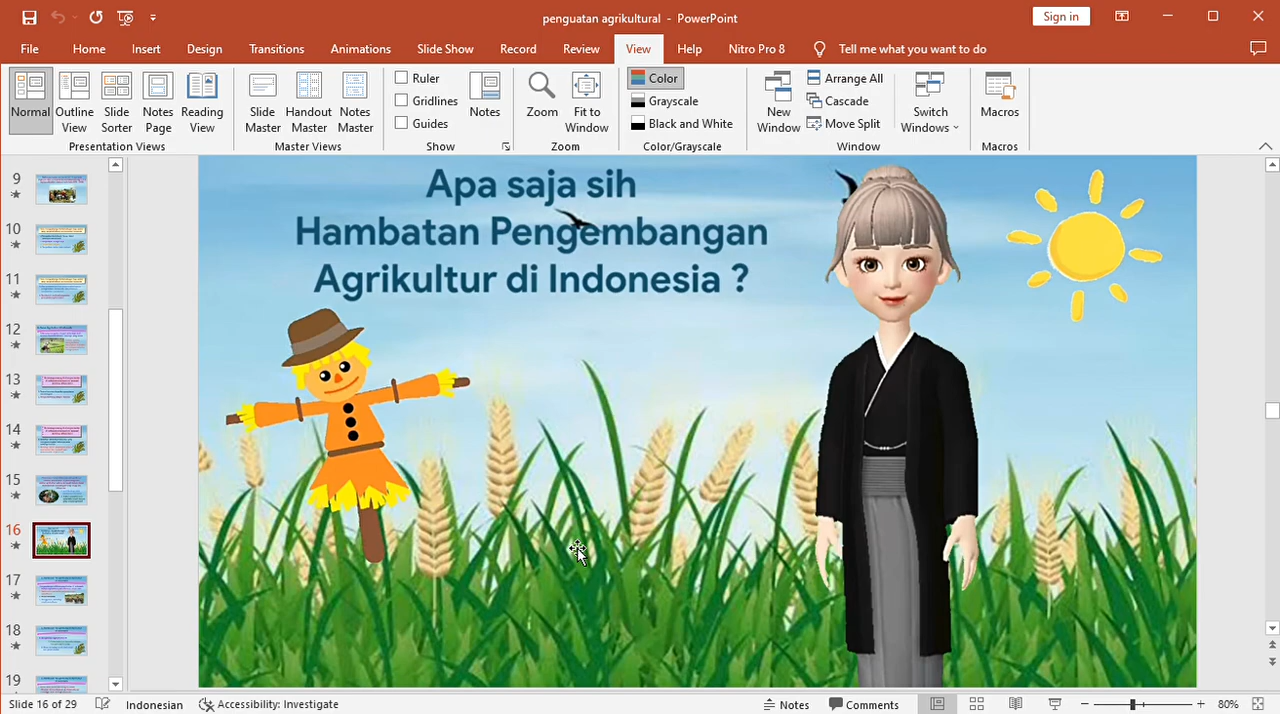 penguatan agrikultural - PowerPoint
Sign in
File Home Insert Design Transitions Animations Slide Show Record Review View Help Nitro Pro 8 Tell me what you want to do
Normal
Outline View
Slide Sorter
Notes Page
Reading View
Presentation Views
Slide Master
Handout Master
Notes Master
Master Views
Ruler
Gridlines
Guides
Notes
Show
Zoom
Fit to Window
Zoom
Color
Grayscale
Black and White
Color/Grayscale
New Window
Arrange All
Cascade
Move Split
Switch Windows
Window
Macros
Macros
9
10
11
12
13
14
15
16
17
18
19
Apa saja sih
Hambatan Pengembangan
Agrikultur di Indonesia ?
Slide 16 of 29 Indonesian Accessibility: Investigate Notes Comments 80%